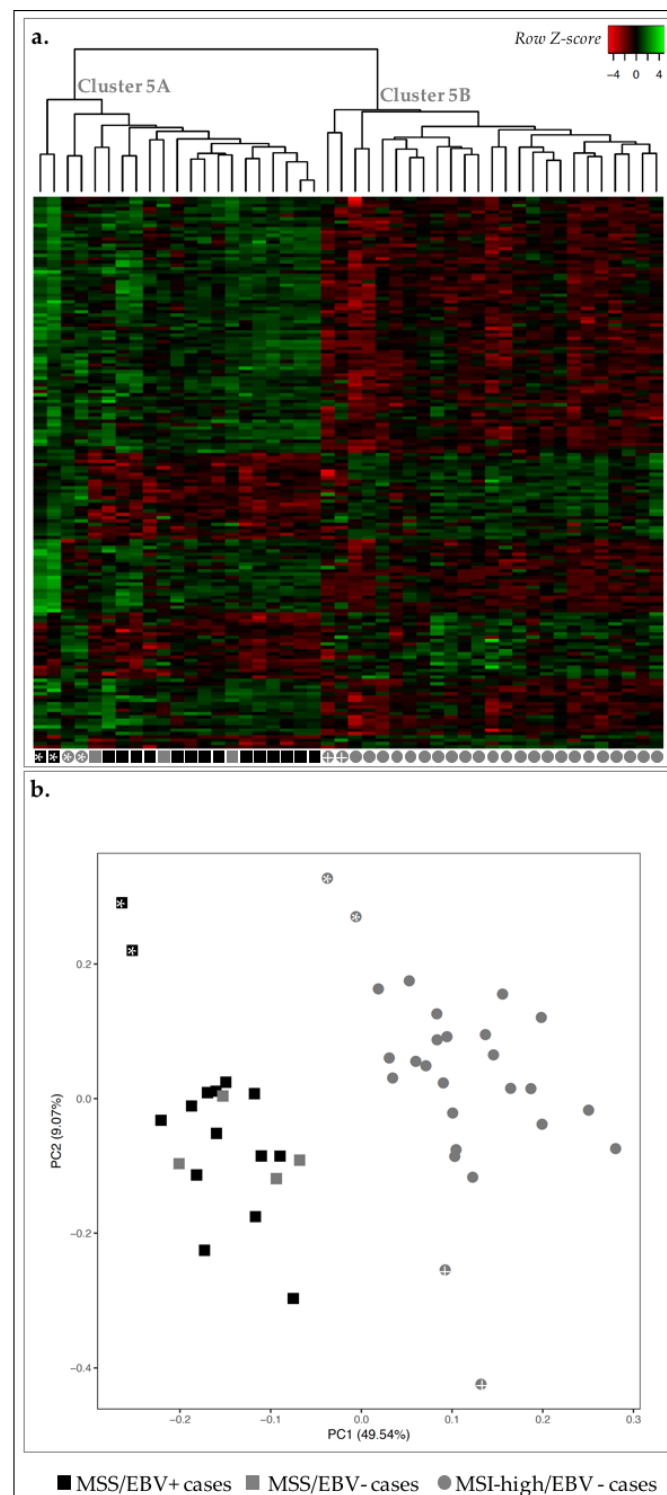 a.
Row Z-score
−4 0 4
Cluster 5A
Cluster 5B
b.
0.2
0.0
-0.2
-0.4
PC2 (9.07%)
-0.2 -0.1 0.0 0.1 0.2 0.3
PC1 (49.54%)
MSS/EBV+ cases MSS/EBV- cases MSI-high/EBV - cases